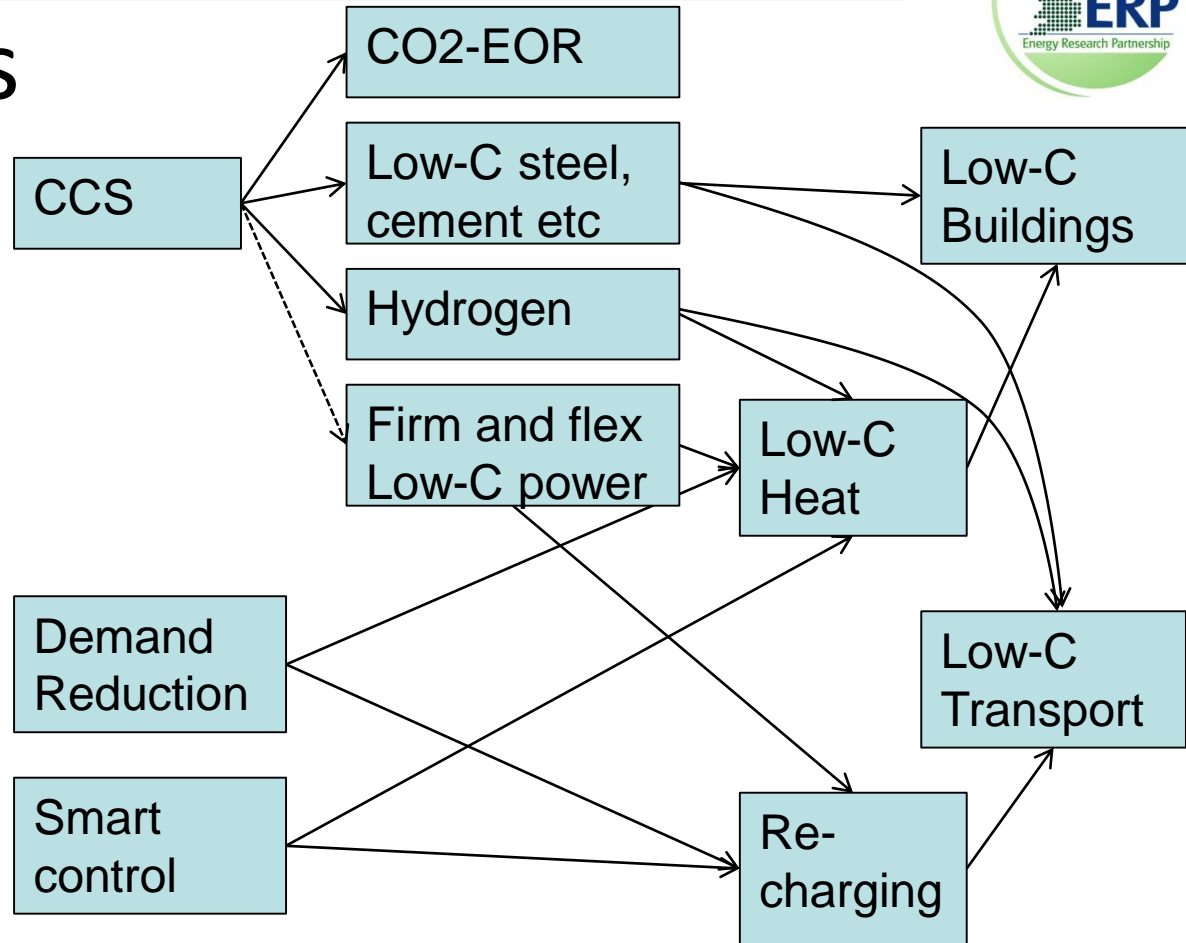 s
ERP
Energy Research Partnership
CO2-EOR
CCS
Low-C steel,
cement etc
Low-C
Buildings
Hydrogen
Firm and flex
Low-C power
Low-C
Heat
Demand
Reduction
Low-C
Transport
Smart
control
Re-
charging